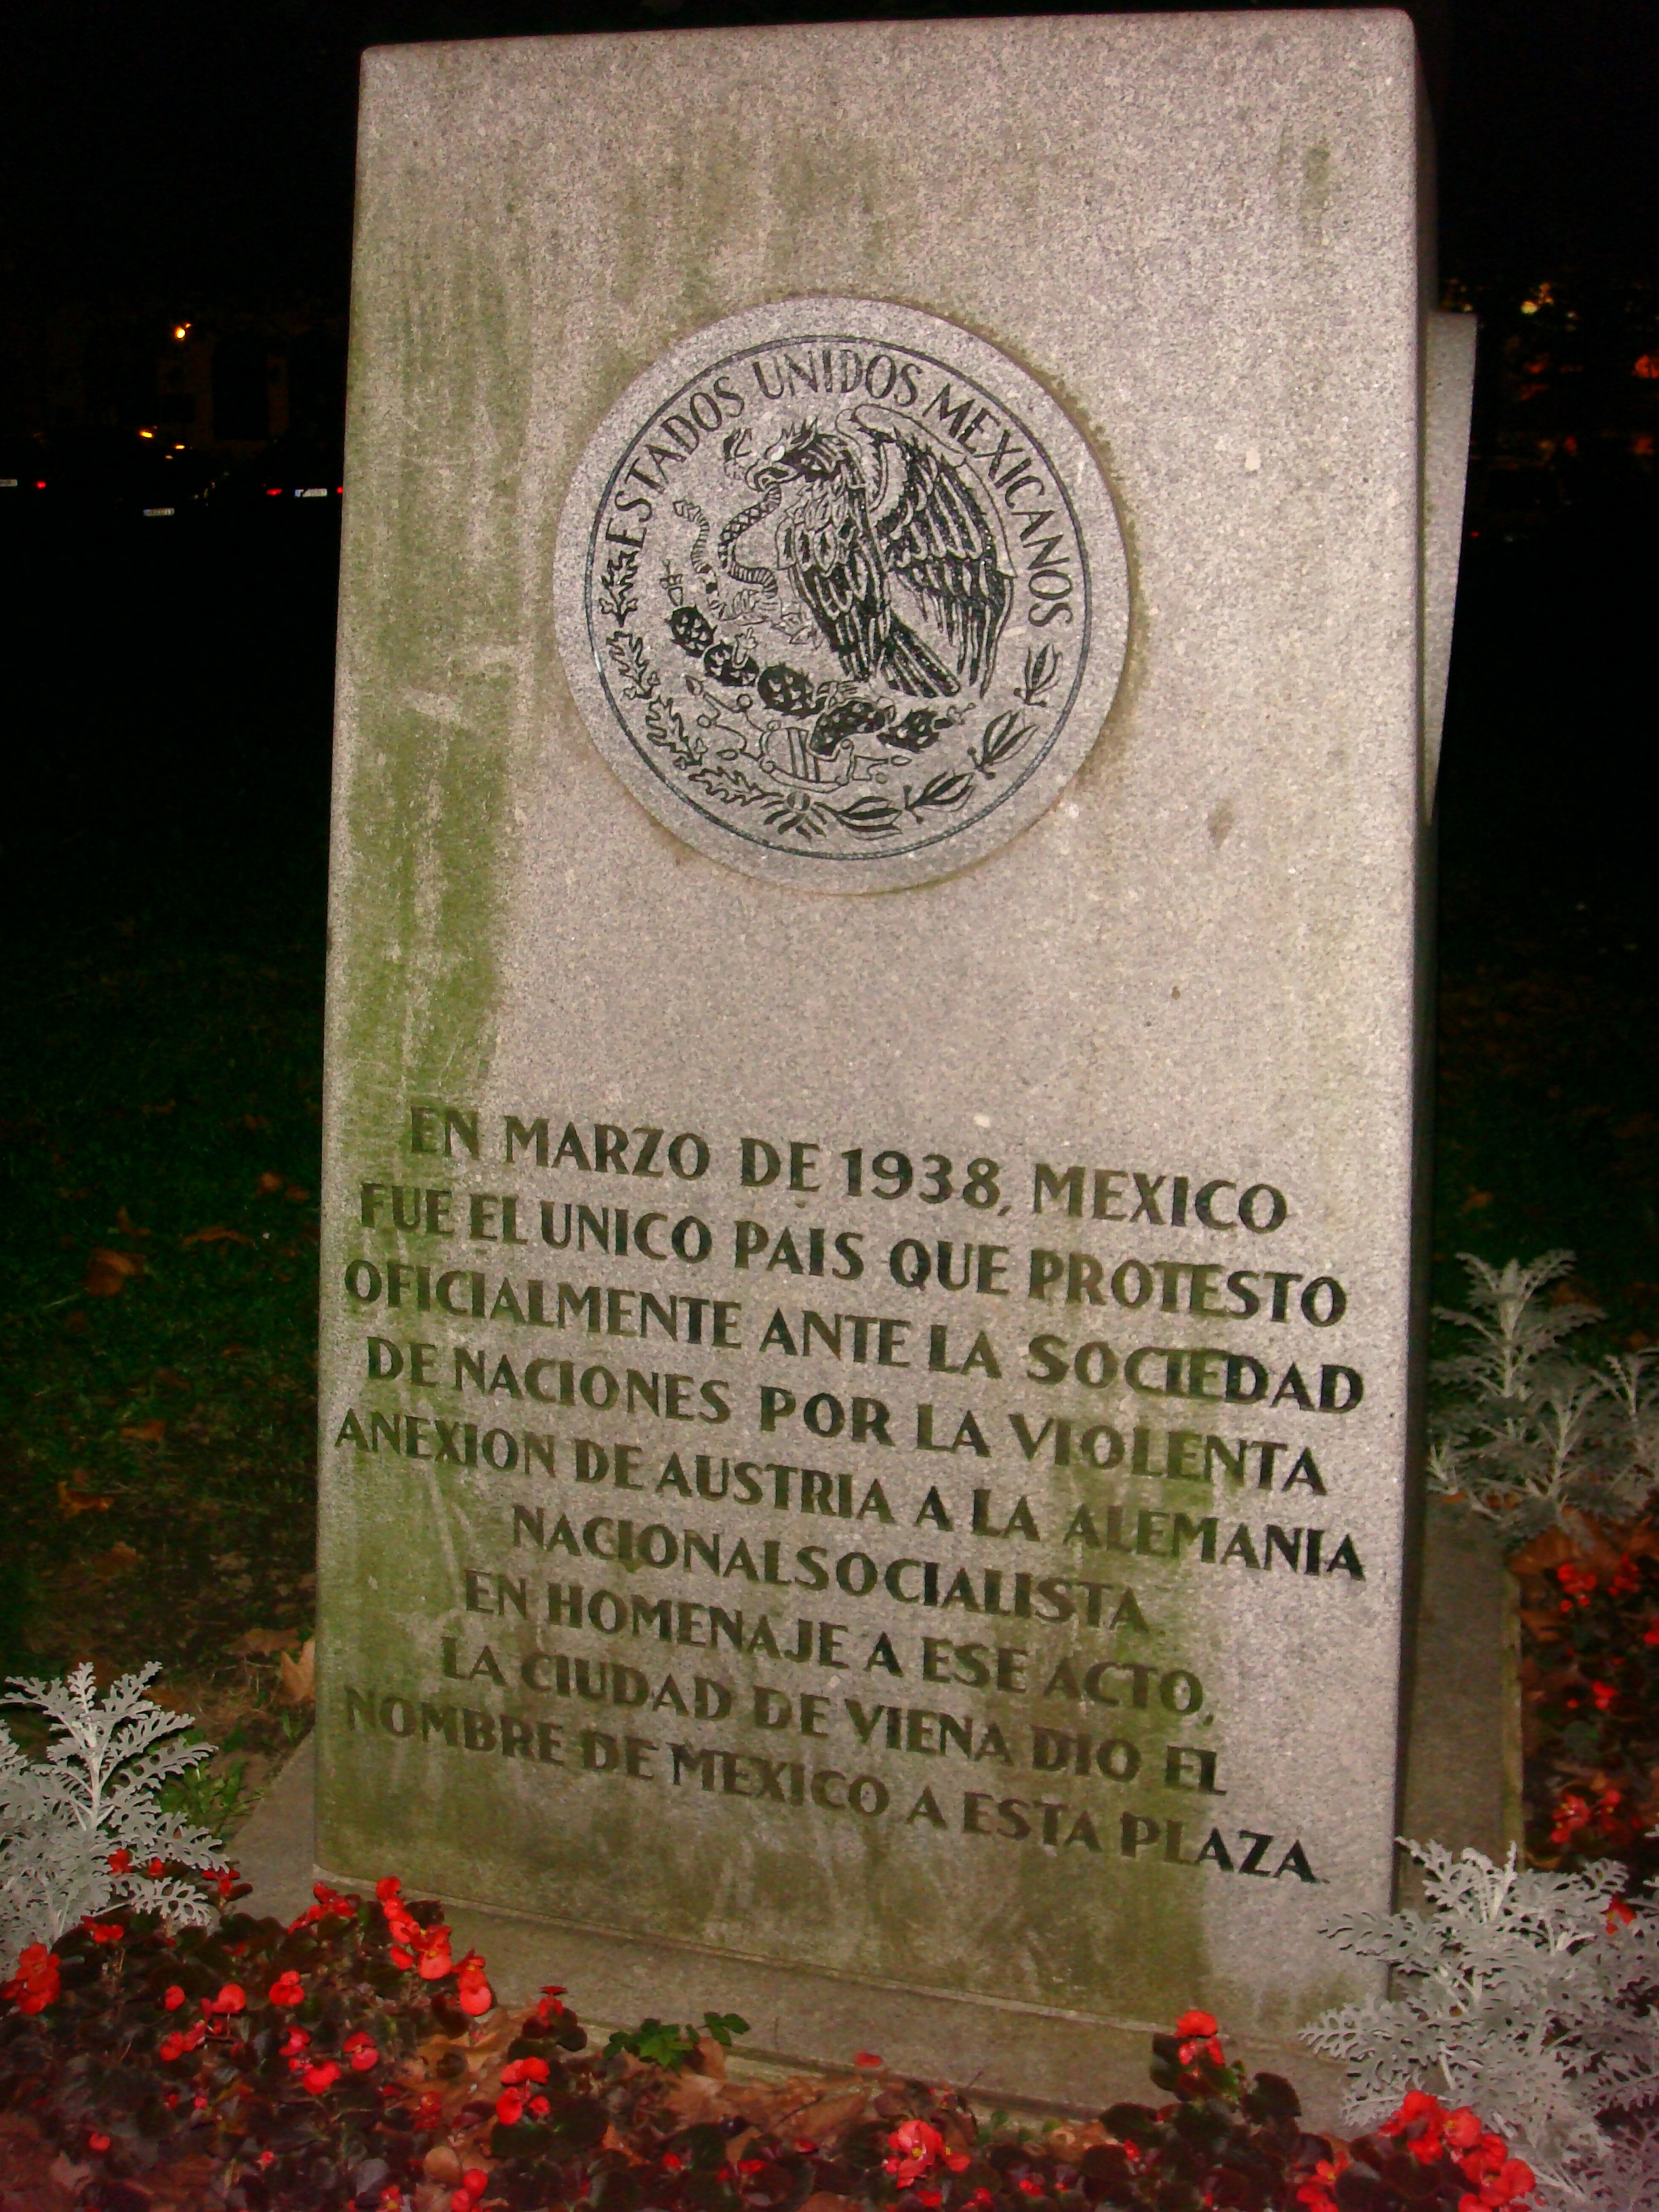 ESTADOS UNIDOS MEXICANOS
EN MARZO DE 1938, MEXICO
FUE EL UNICO PAIS QUE PROTESTO
OFICIALMENTE ANTE LA SOCIEDAD
DE NACIONES POR LA VIOLENTA
ANEXION DE AUSTRIA A LA ALEMANIA
NACIONALSOCIALISTA
EN HOMENAJE A ESE ACTO,
LA CIUDAD DE VIENA DIO EL
NOMBRE DE MEXICO A ESTA PLAZA